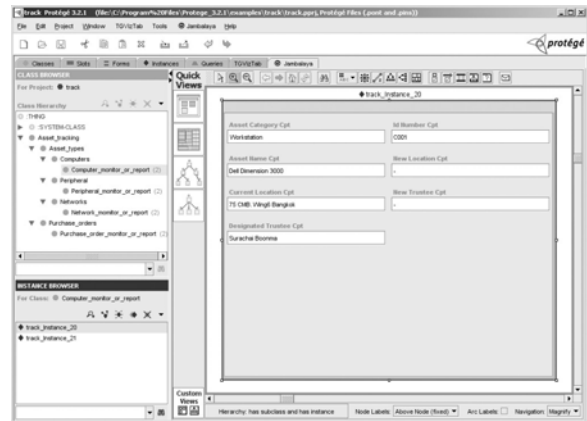 track Protégé 3.2.1 (file:\C:\Program%20Files\Protege_3.2.1\examples\track\track.pprj, Protégé Files (.pont and .pins))
File Edit Project Window TGVizTab Tools Jambalaya Help
protégé
Classes Slots Forms Instances Queries TGVizTab Jambalaya
CLASS BROWSER
For Project: track
Class Hierarchy
:THING
:SYSTEM-CLASS
Asset_tracking
Asset_types
Computers
Computer_monitor_or_report (2)
Peripheral
Peripheral_monitor_or_report (2)
Networks
Network_monitor_or_report (2)
Purchase_orders
Purchase_order_monitor_or_report (2)
INSTANCE BROWSER
For Class: Computer_monitor_or_report
track_Instance_20
track_Instance_21
Quick
Views
Custom
Views
track_Instance_20
Asset Category Cpt Id Number Cpt
Workstation C001
Asset Name Cpt New Location Cpt
Dell Dimension 3000 -
Current Location Cpt New Trustee Cpt
75 CMB. Wing6 Bangkok -
Designated Trustee Cpt
Surachai Boonma
Hierarchy: has subclass and has instance Node Labels: Above Node (fixed) Arc Labels: Navigation: Magnify